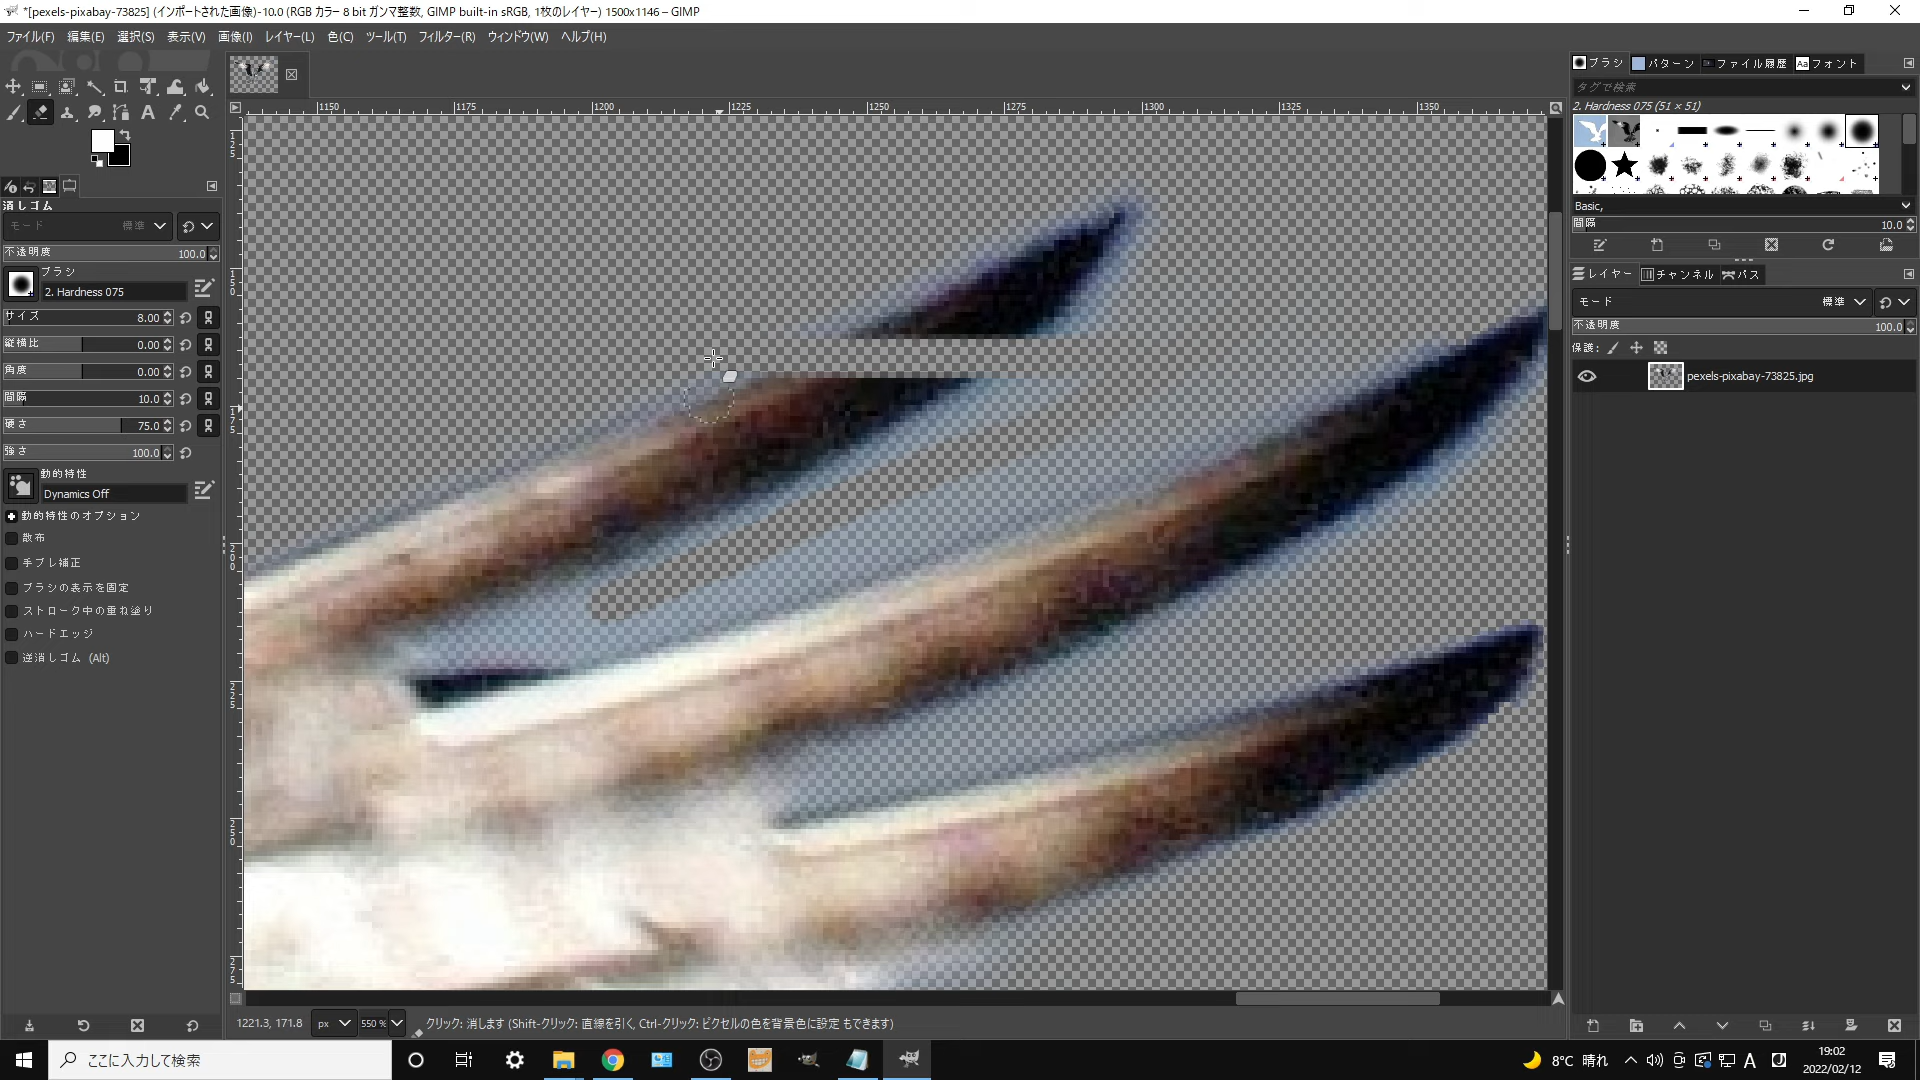 *[pexels-pixabay-73825] (インポートされた画像)-10.0 (RGB カラー 8 bit ガンマ整数, GIMP built-in sRGB, 1枚のレイヤー) 1500x1146 – GIMP
ファイル(F) 編集(E) 選択(S) 表示(V) 画像(I) レイヤー(L) 色(C) ツール(T) フィルター(R) ウィンドウ(W) ヘルプ(H)
1150 1175 1200 1225 1250 1275 1300 1325 1350
125
150
175
200
225
250
275
消しゴム
モード 標準
不透明度 100.0
ブラシ
2. Hardness 075
サイズ 8.00
縦横比 0.00
角度 0.00
間隔 10.0
硬さ 75.0
強さ 100.0
動的特性
Dynamics Off
動的特性のオプション
散布
手ブレ補正
ブラシの表示を固定
ストローク中の重ね塗り
ハードエッジ
逆消しゴム (Alt)
ブラシ パターン ファイル履歴 Aa フォント
タグで検索
2. Hardness 075 (51 × 51)
Basic,
間隔 10.0
レイヤー チャンネル パス
モード 標準
不透明度 100.0
保護:
pexels-pixabay-73825.jpg
1221.3, 171.8 px 550 % クリック: 消します (Shift-クリック: 直線を引く, Ctrl-クリック: ピクセルの色を背景色に設定 もできます)
ここに入力して検索
8°C 晴れ A
19:02
2022/02/12